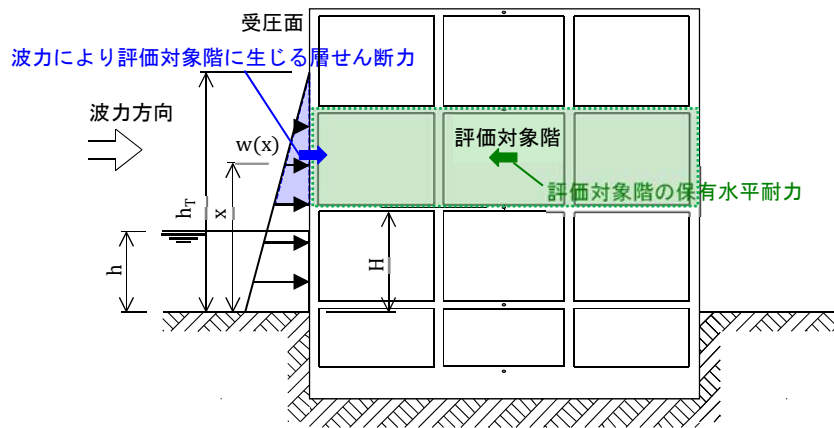 受圧面
波力により評価対象階に生じる層せん断力
波力方向
w(x)
評価対象階
評価対象階の保有水平耐力
hT
x
h
H